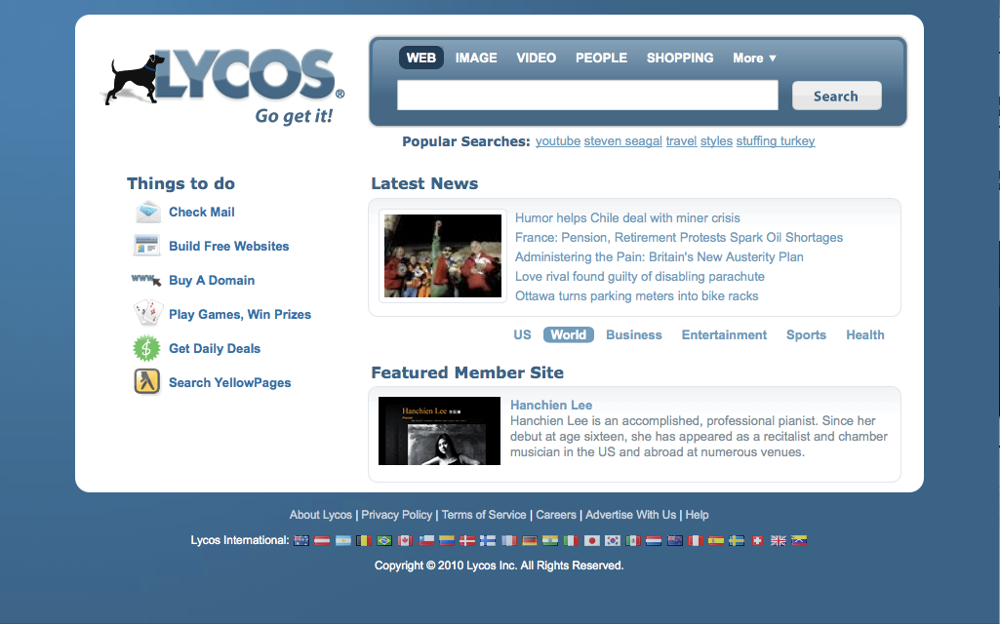 LYCOS®
Go get it!
WEB IMAGE VIDEO PEOPLE SHOPPING More ▼
Search
Popular Searches: youtube steven seagal travel styles stuffing turkey
Things to do
Check Mail
Build Free Websites
www
Buy A Domain
Play Games, Win Prizes
$
Get Daily Deals
Search YellowPages
Latest News
Humor helps Chile deal with miner crisis
France: Pension, Retirement Protests Spark Oil Shortages
Administering the Pain: Britain's New Austerity Plan
Love rival found guilty of disabling parachute
Ottawa turns parking meters into bike racks
US World Business Entertainment Sports Health
Featured Member Site
Hanchien Lee
Hanchien Lee
Hanchien Lee is an accomplished, professional pianist. Since her
debut at age sixteen, she has appeared as a recitalist and chamber
musician in the US and abroad at numerous venues.
About Lycos | Privacy Policy | Terms of Service | Careers | Advertise With Us | Help
Lycos International:
Copyright © 2010 Lycos Inc. All Rights Reserved.